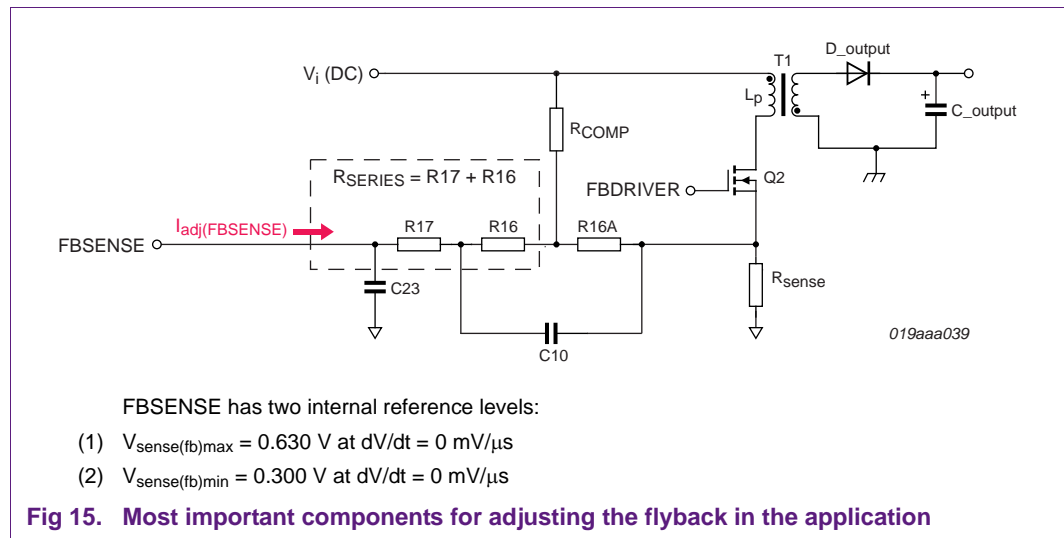 D_output
T1
Vi (DC)
Lp
+
C_output
RCOMP
RSERIES = R17 + R16
FBDRIVER
Q2
Iadj(FBSENSE)
R17
R16
R16A
FBSENSE
Rsense
C23
C10
019aaa039
FBSENSE has two internal reference levels:
(1) Vsense(fb)max = 0.630 V at dV/dt = 0 mV/μs
(2) Vsense(fb)min = 0.300 V at dV/dt = 0 mV/μs
Fig 15. Most important components for adjusting the flyback in the application